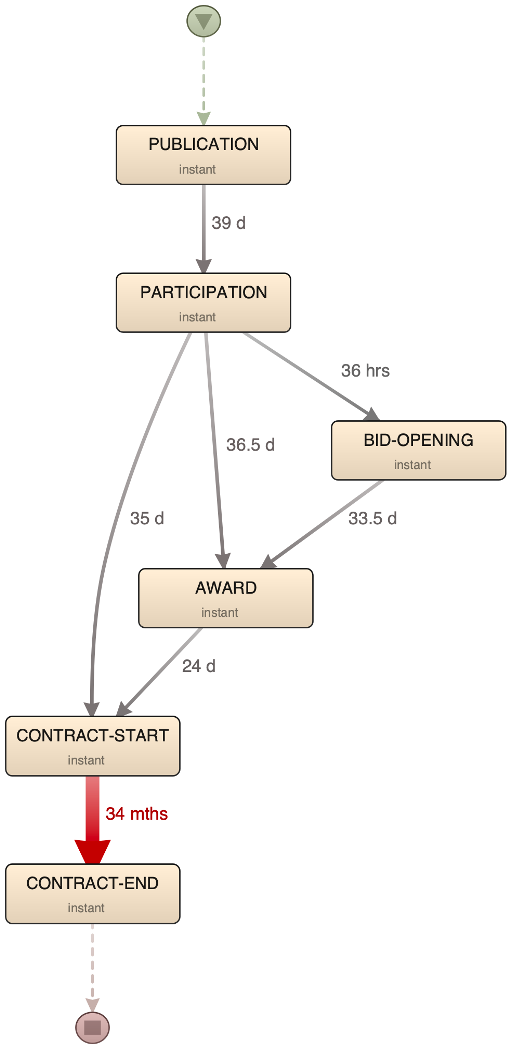 PUBLICATION
instant
39 d
PARTICIPATION
instant
36 hrs
BID-OPENING
instant
36.5 d
35 d
33.5 d
AWARD
instant
24 d
CONTRACT-START
instant
34 mths
CONTRACT-END
instant